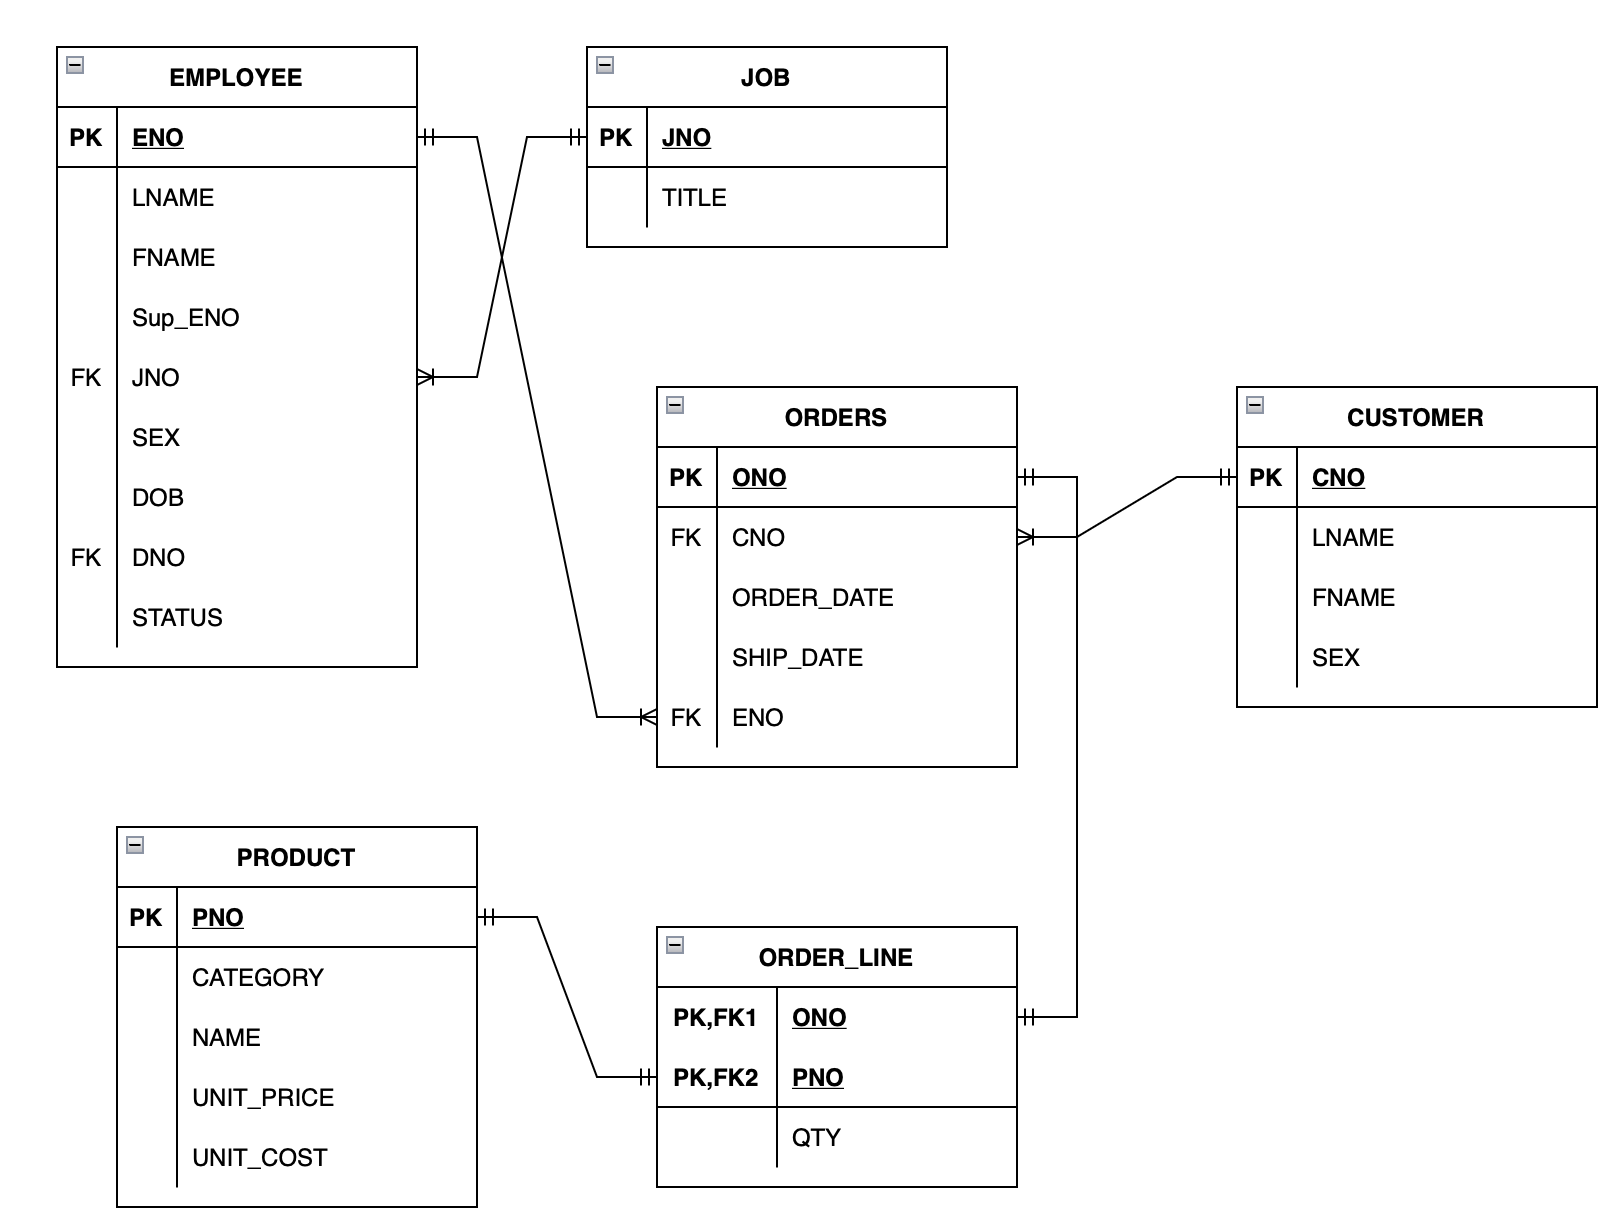 EMPLOYEE
PK ENO
LNAME
FNAME
Sup_ENO
FK JNO
SEX
DOB
FK DNO
STATUS
JOB
PK JNO
TITLE
ORDERS
PK ONO
FK CNO
ORDER_DATE
SHIP_DATE
FK ENO
CUSTOMER
PK CNO
LNAME
FNAME
SEX
PRODUCT
PK PNO
CATEGORY
NAME
UNIT_PRICE
UNIT_COST
ORDER_LINE
PK,FK1 ONO
PK,FK2 PNO
QTY